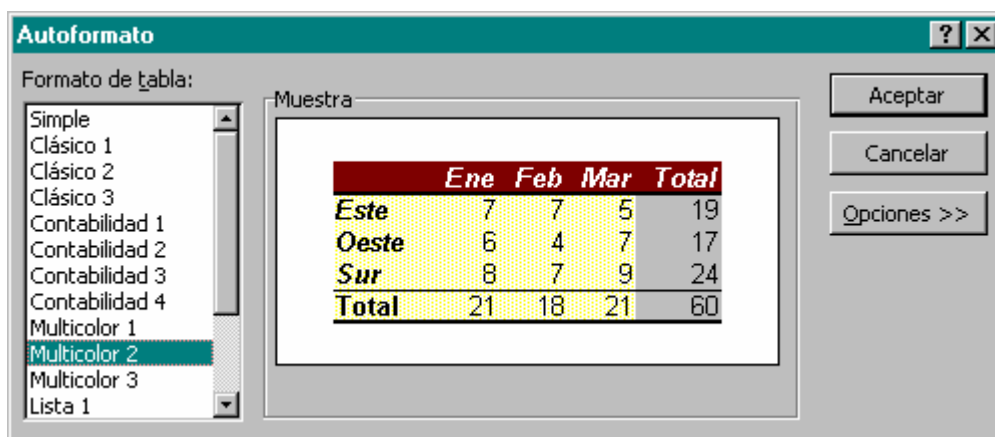 Autoformato
Formato de tabla:
Simple
Clásico 1
Clásico 2
Clásico 3
Contabilidad 1
Contabilidad 2
Contabilidad 3
Contabilidad 4
Multicolor 1
Multicolor 2
Multicolor 3
Lista 1
Muestra
Ene Feb Mar Total
Este 7 7 5 19
Oeste 6 4 7 17
Sur 8 7 9 24
Total 21 18 21 60
Aceptar
Cancelar
Opciones >>